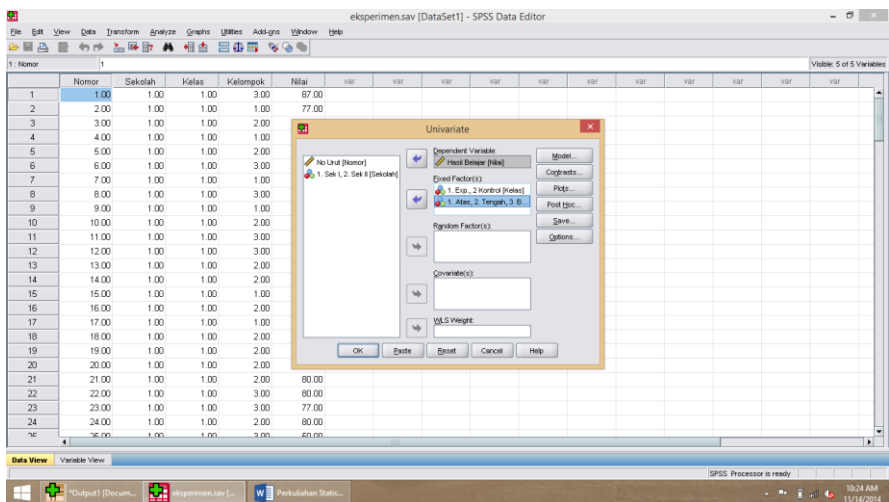 eksperimen.sav [DataSet1] - SPSS Data Editor
File Edit View Data Transform Analyze Graphs Utilities Add-ons Window Help
1 : Nomor 1 Visible: 5 of 5 Variables
Nomor Sekolah Kelas Kelompok Nilai var var var var var var var var var
1 1.00 1.00 1.00 3.00 87.00
2 2.00 1.00 1.00 1.00 77.00
3 3.00 1.00 1.00 2.00
4 4.00 1.00 1.00 1.00
5 5.00 1.00 1.00 2.00
6 6.00 1.00 1.00 3.00
7 7.00 1.00 1.00 1.00
8 8.00 1.00 1.00 3.00
9 9.00 1.00 1.00 1.00
10 10.00 1.00 1.00 2.00
11 11.00 1.00 1.00 3.00
12 12.00 1.00 1.00 3.00
13 13.00 1.00 1.00 2.00
14 14.00 1.00 1.00 2.00
15 15.00 1.00 1.00 1.00
16 16.00 1.00 1.00 2.00
17 17.00 1.00 1.00 1.00
18 18.00 1.00 1.00 2.00
19 19.00 1.00 1.00 2.00
20 20.00 1.00 1.00 2.00
21 21.00 1.00 1.00 2.00 80.00
22 22.00 1.00 1.00 3.00 80.00
23 23.00 1.00 1.00 3.00 77.00
24 24.00 1.00 1.00 2.00 80.00
Univariate
No Urut [Nomor]
1. Sek I, 2. Sek II [Sekolah]
Dependent Variable:
Hasil Belajar [Nilai]
Fixed Factor(s):
1. Exp., 2 Kontrol [Kelas]
1. Atas, 2. Tengah, 3. B...
Random Factor(s):
Covariate(s):
WLS Weight:
Model...
Contrasts...
Plots...
Post Hoc...
Save...
Options...
OK Paste Reset Cancel Help
Data View Variable View
SPSS Processor is ready
*Output1 [Docum... eksperimen.sav [... Perkuliahan Statis...
10:24 AM
11/14/2014